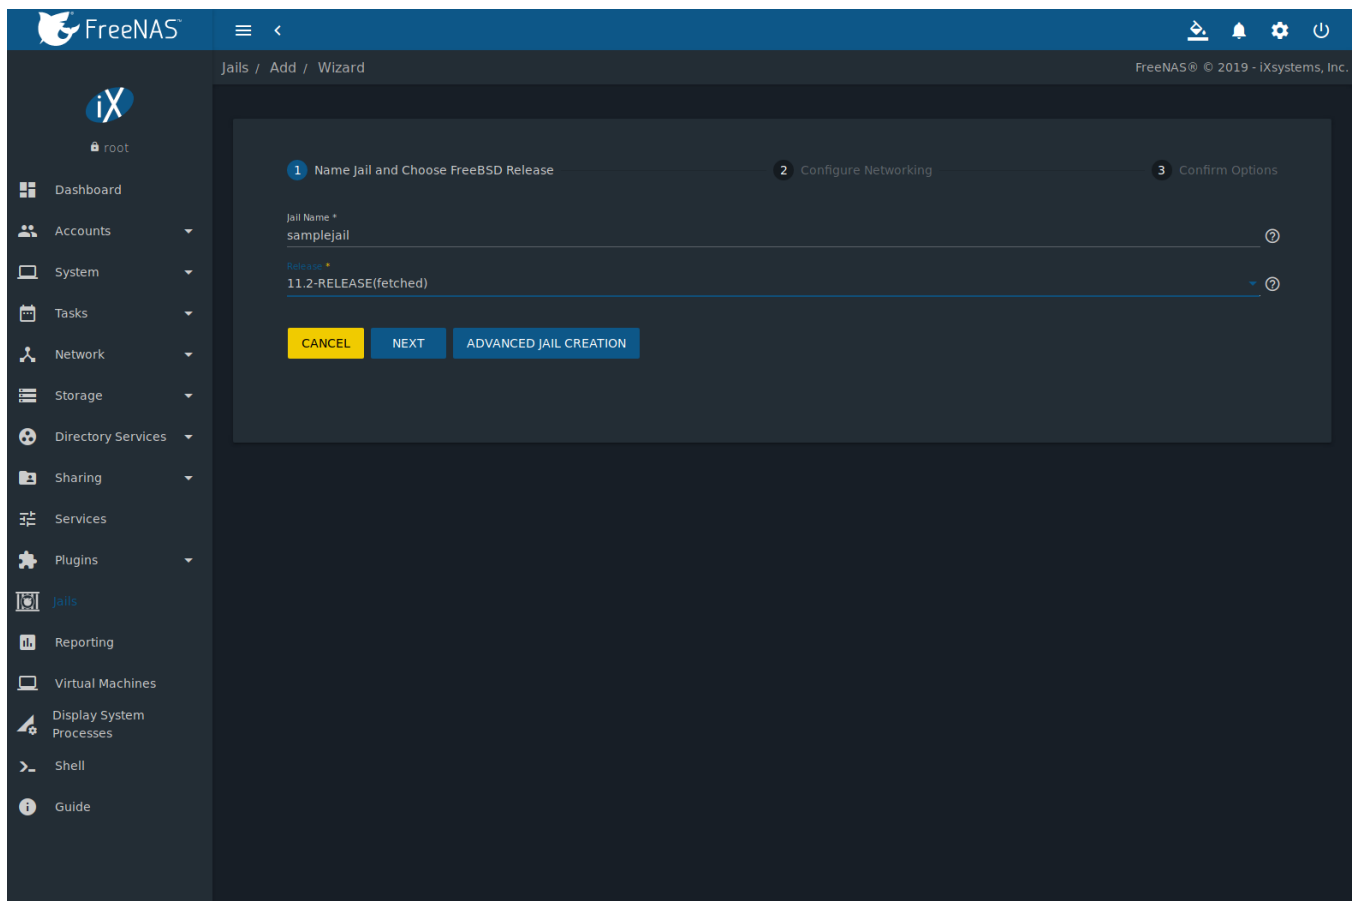 FreeNAS™
Jails / Add / Wizard
FreeNAS® © 2019 - iXsystems, Inc.
iX
root
Dashboard
Accounts
System
Tasks
Network
Storage
Directory Services
Sharing
Services
Plugins
Jails
Reporting
Virtual Machines
Display System
Processes
Shell
Guide
1 Name Jail and Choose FreeBSD Release
2 Configure Networking
3 Confirm Options
Jail Name *
samplejail
Release *
11.2-RELEASE(fetched)
CANCEL
NEXT
ADVANCED JAIL CREATION